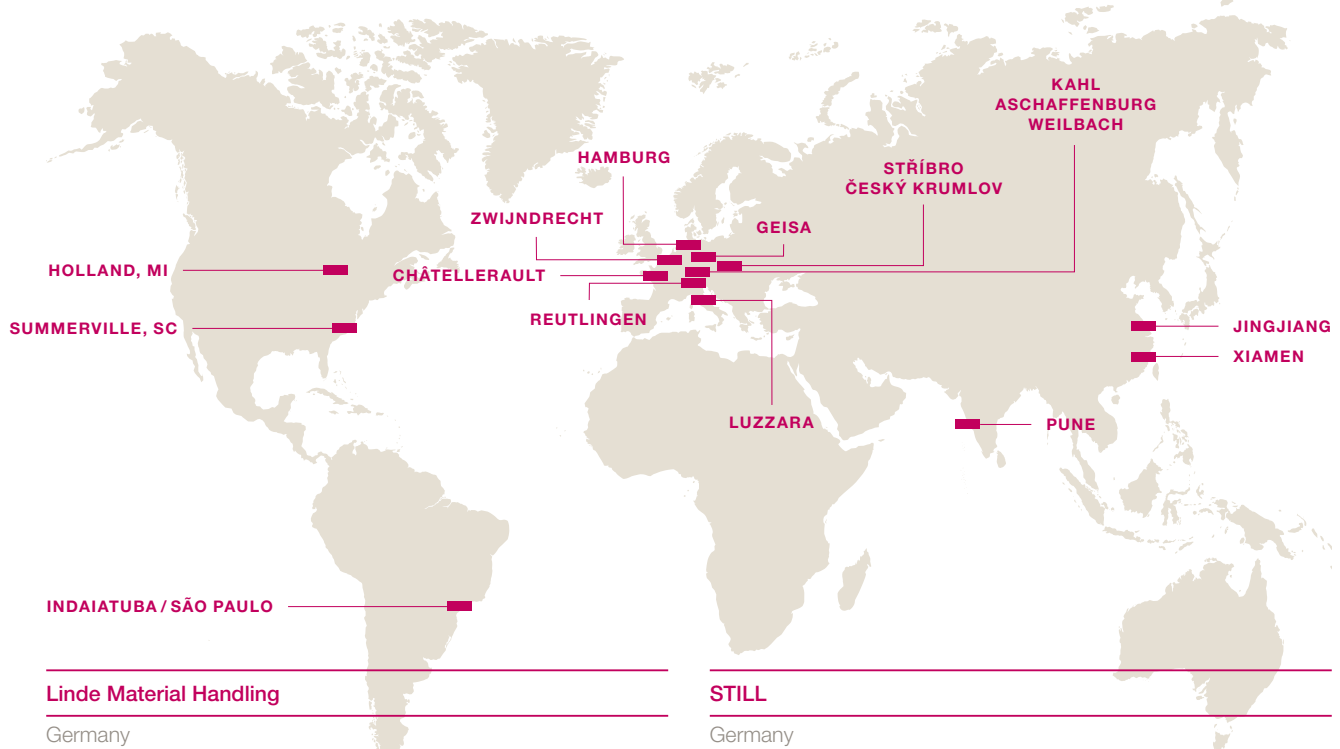 KAHL
ASCHAFFENBURG
WEILBACH
HAMBURG
STŘÍBRO
ČESKÝ KRUMLOV
ZWIJNDRECHT
GEISA
HOLLAND, MI
CHÂTELLERAULT
REUTLINGEN
SUMMERVILLE, SC
JINGJIANG
XIAMEN
LUZZARA
PUNE
INDAIATUBA / SÃO PAULO
Linde Material Handling
STILL
Germany
Germany